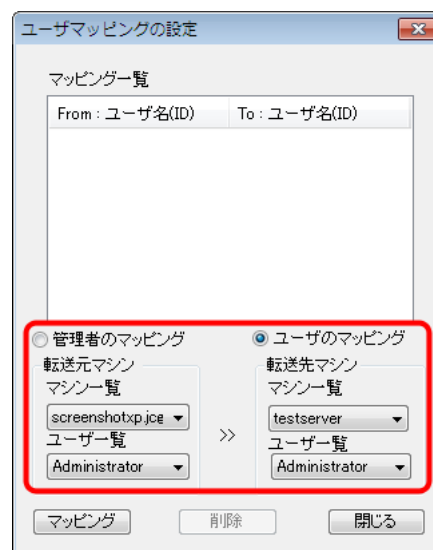 ユーザマッピングの設定
マッピング一覧
From : ユーザ名(ID) To : ユーザ名(ID)
管理者のマッピング ユーザのマッピング
転送元マシン 転送先マシン
マシン一覧 マシン一覧
screenshotxp.jce testserver
ユーザ一覧 >> ユーザ一覧
Administrator Administrator
マッピング 削除 閉じる